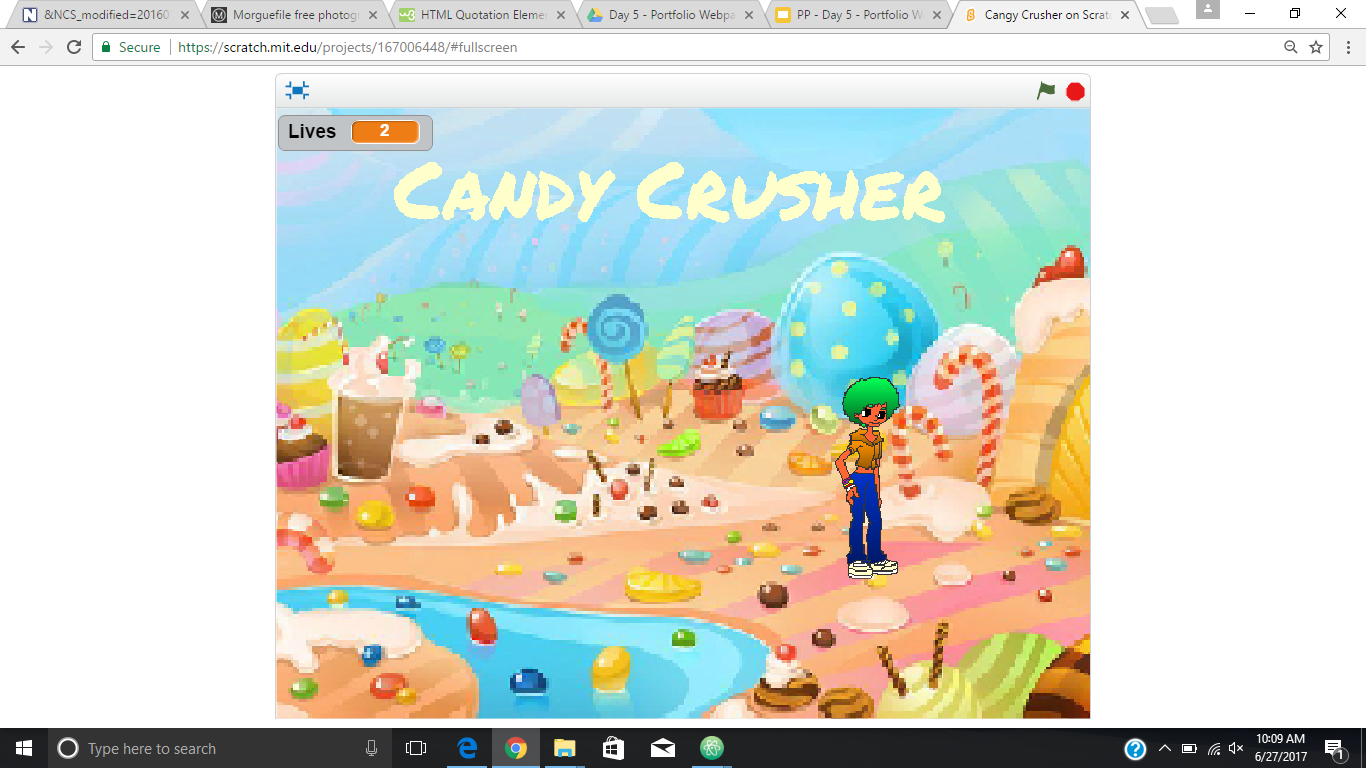 &NCS_modified=20160
Morguefile free photog
HTML Quotation Eleme
Day 5 - Portfolio Webpa
PP - Day 5 - Portfolio W
Cangy Crusher on Scrat
Secure
https://scratch.mit.edu/projects/167006448/#fullscreen
Lives 2
Candy Crusher
Type here to search
10:09 AM
6/27/2017
1